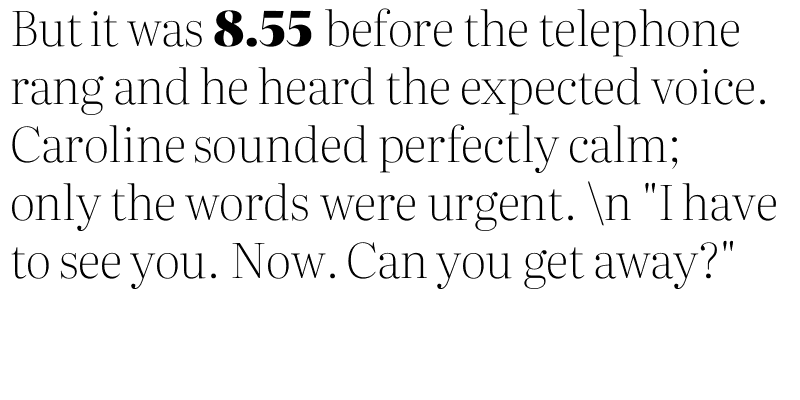 But it was 8.55 before the telephone
rang and he heard the expected voice.
Caroline sounded perfectly calm;
only the words were urgent. \n "I have
to see you. Now. Can you get away?"